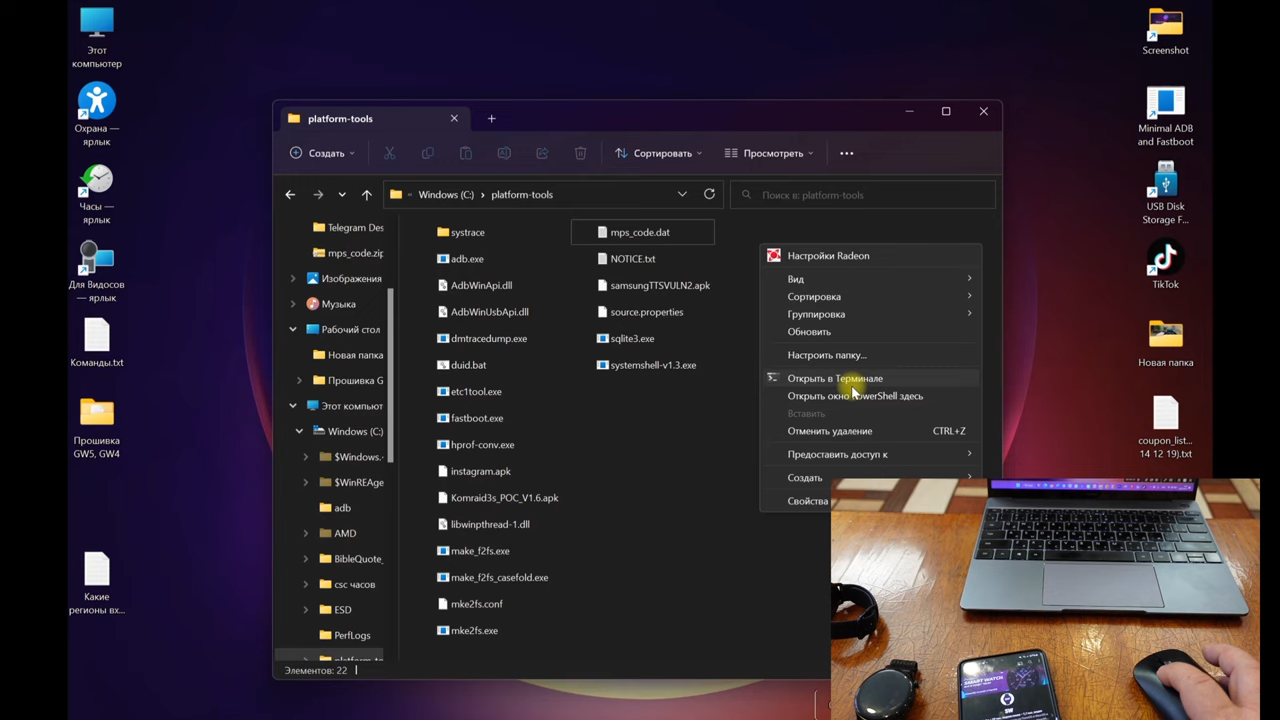 Этот
компьютер
Охрана —
ярлык
Часы —
ярлык
Для Видосов
— ярлык
Команды.txt
Прошивка
GW5, GW4
Какие
регионы вх...
platform-tools
Создать
Сортировать
Просмотреть
Windows (C:)
platform-tools
Поиск в: platform-tools
Telegram Des
mps_code.zip
Изображения
Музыка
Рабочий стол
Новая папка
Прошивка G
Этот компьют
Windows (C:)
$Windows.
$WinREAge
adb
AMD
BibleQuote_
csc часов
ESD
PerfLogs
platform-to
systrace
adb.exe
AdbWinApi.dll
AdbWinUsbApi.dll
dmtracedump.exe
duid.bat
etc1tool.exe
fastboot.exe
hprof-conv.exe
instagram.apk
Komraid3s_POC_V1.6.apk
libwinpthread-1.dll
make_f2fs.exe
make_f2fs_casefold.exe
mke2fs.conf
mke2fs.exe
mps_code.dat
NOTICE.txt
samsungTTSVULN2.apk
source.properties
sqlite3.exe
systemshell-v1.3.exe
Элементов: 22
Настройки Radeon
Вид
Сортировка
Группировка
Обновить
Настроить папку...
Открыть в Терминале
Открыть окно PowerShell здесь
Вставить
Отменить удаление CTRL+Z
Предоставить доступ к
Создать
Свойства
Screenshot
Minimal ADB
and Fastboot
USB Disk
Storage F...
TikTok
Новая папка
coupon_list...
14 12 19).txt
SMART WATCH
SW